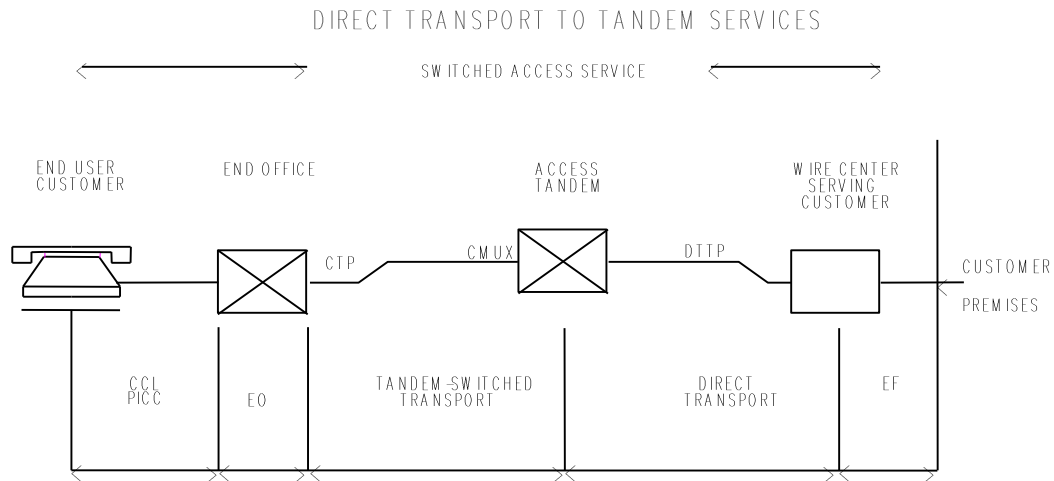 DIRECT TRANSPORT TO TANDEM SERVICES
SWITCHED ACCESS SERVICE
END USER
CUSTOMER
END OFFICE
ACCESS
TANDEM
WIRE CENTER
SERVING
CUSTOMER
CTP
CMUX
DTTP
CUSTOMER
PREMISES
CCL
PICC
EO
TANDEM-SWITCHED
TRANSPORT
DIRECT
TRANSPORT
EF